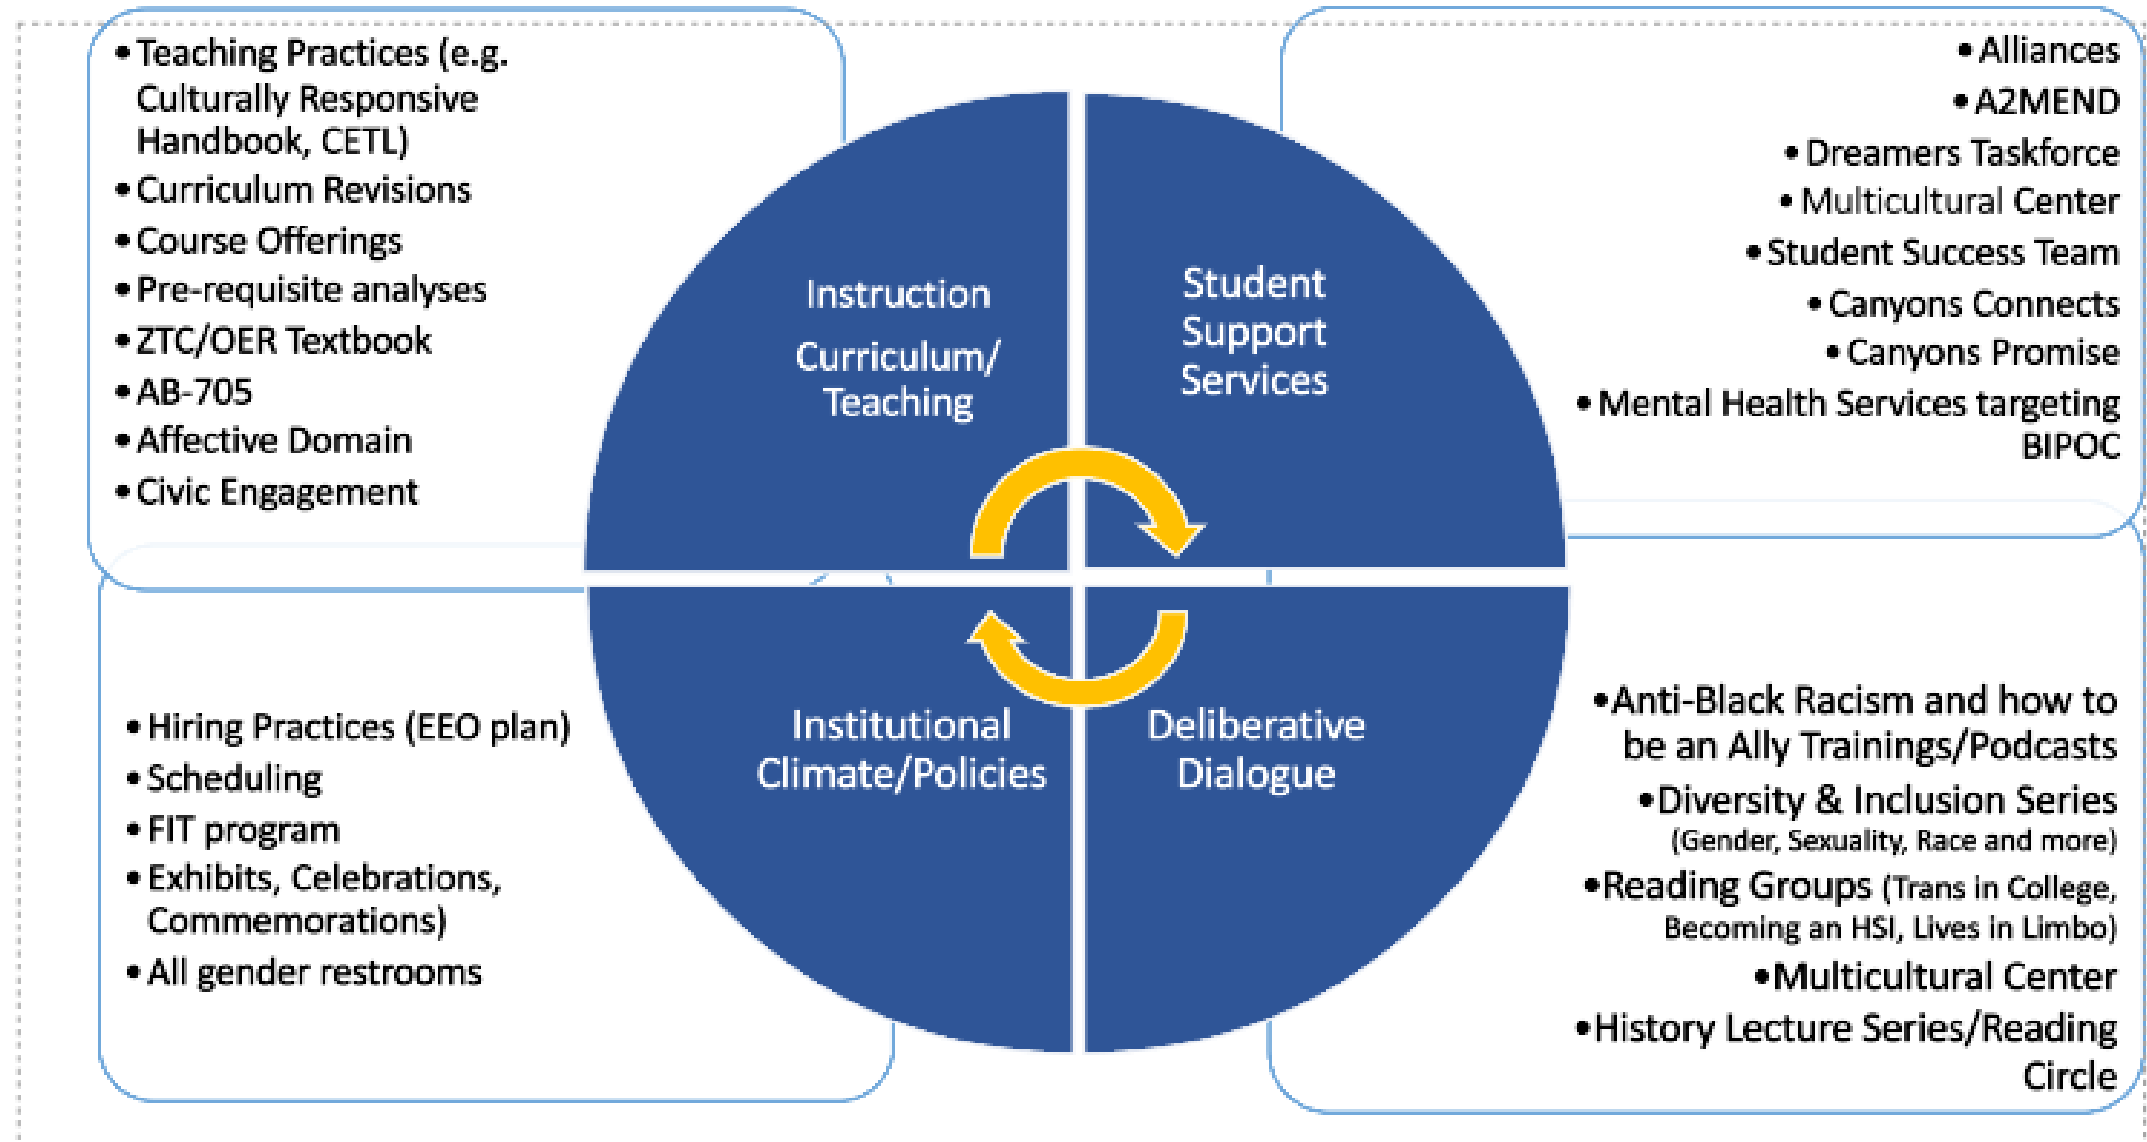 • Teaching Practices (e.g.
Culturally Responsive
Handbook, CETL)
• Curriculum Revisions
• Course Offerings
• Pre-requisite analyses
• ZTC/OER Textbook
• AB-705
• Affective Domain
• Civic Engagement
Instruction
Curriculum/
Teaching
Student
Support
Services
• Alliances
• A2MEND
• Dreamers Taskforce
• Multicultural Center
• Student Success Team
• Canyons Connects
• Canyons Promise
• Mental Health Services targeting
BIPOC
• Hiring Practices (EEO plan)
• Scheduling
• FIT program
• Exhibits, Celebrations,
Commemorations)
• All gender restrooms
Institutional
Climate/Policies
Deliberative
Dialogue
•Anti-Black Racism and how to
be an Ally Trainings/Podcasts
•Diversity & Inclusion Series
(Gender, Sexuality, Race and more)
•Reading Groups (Trans in College,
Becoming an HSI, Lives in Limbo)
•Multicultural Center
•History Lecture Series/Reading
Circle